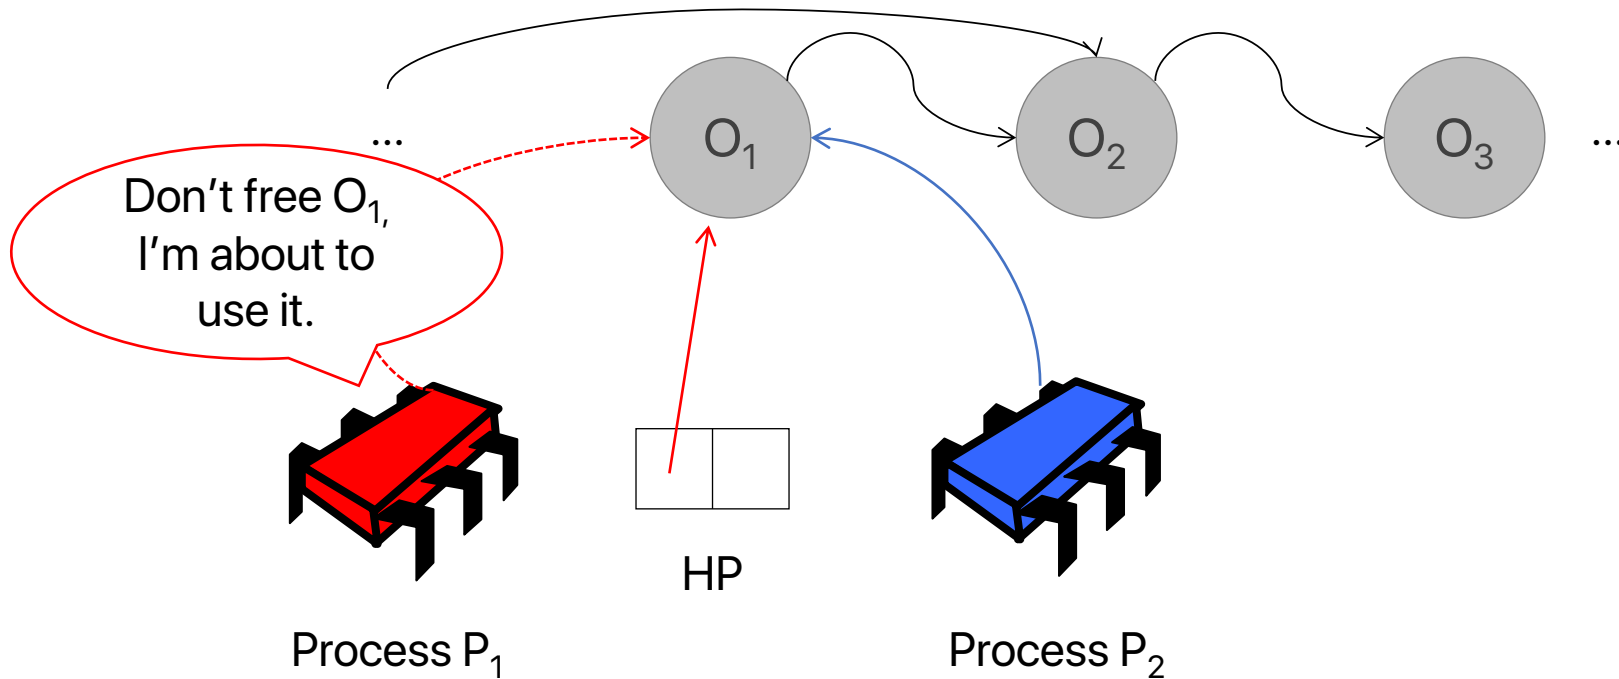 ...
O₁
O₂
O₃
...
Don't free O₁,
I'm about to
use it.
HP
Process P₁
Process P₂